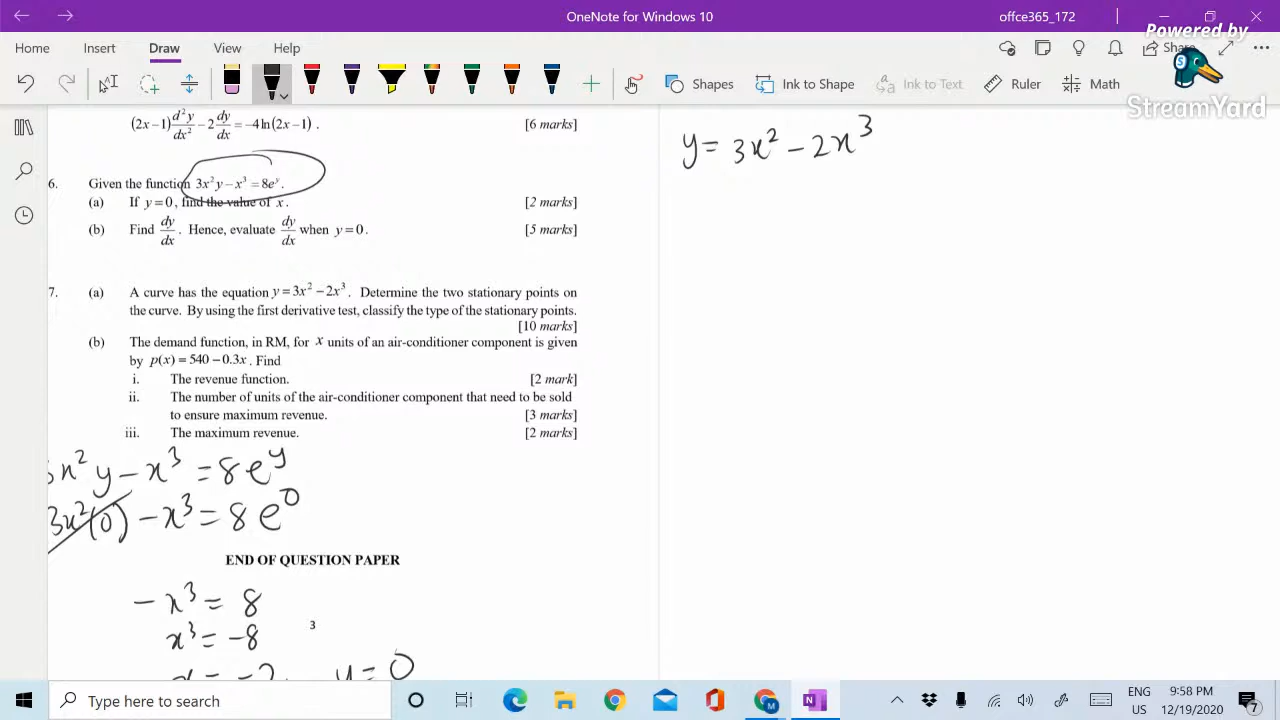 OneNote for Windows 10
offce365_172
Powered by
StreamYard
Home Insert Draw View Help
Share
Shapes Ink to Shape Ink to Text Ruler Math
(2x−1) d²y/dx² − 2 dy/dx = −4 ln(2x−1) . [6 marks]
6. Given the function 3x²y − x³ = 8eʸ.
(a) If y = 0, find the value of x. [2 marks]
(b) Find dy/dx . Hence, evaluate dy/dx when y = 0. [5 marks]
7. (a) A curve has the equation y = 3x² − 2x³. Determine the two stationary points on
the curve. By using the first derivative test, classify the type of the stationary points.
[10 marks]
(b) The demand function, in RM, for x units of an air-conditioner component is given
by p(x) = 540 − 0.3x. Find
i. The revenue function. [2 mark]
ii. The number of units of the air-conditioner component that need to be sold
to ensure maximum revenue. [3 marks]
iii. The maximum revenue. [2 marks]
3x²y − x³ = 8eʸ
3x²(0) − x³ = 8e⁰
END OF QUESTION PAPER
−x³ = 8
3
x³ = −8
x = −2 y = 0
y = 3x² − 2x³
Type here to search
ENG
US
9:58 PM
12/19/2020
7